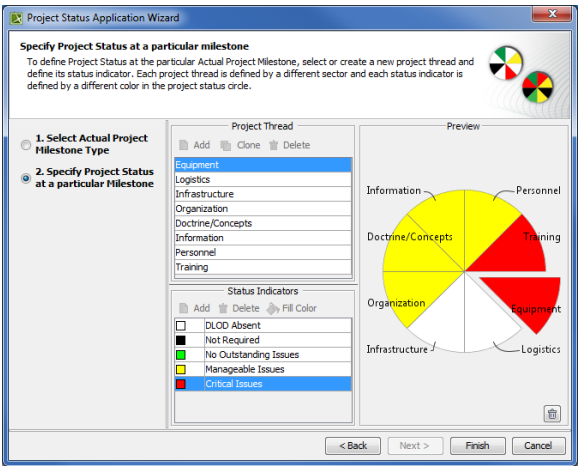 Project Status Application Wizard
Specify Project Status at a particular milestone
To define Project Status at the particular Actual Project Milestone, select or create a new project thread and
define its status indicator. Each project thread is defined by a different sector and each status indicator is
defined by a different color in the project status circle.
1. Select Actual Project
Milestone Type
2. Specify Project Status
at a particular Milestone
Project Thread
Add Clone Delete
Equipment
Logistics
Infrastructure
Organization
Doctrine/Concepts
Information
Personnel
Training
Status Indicators
Add Delete Fill Color
DLOD Absent
Not Required
No Outstanding Issues
Manageable Issues
Critical Issues
Preview
Information Personnel
Doctrine/Concepts Training
Organization Equipment
Infrastructure Logistics
< Back Next > Finish Cancel